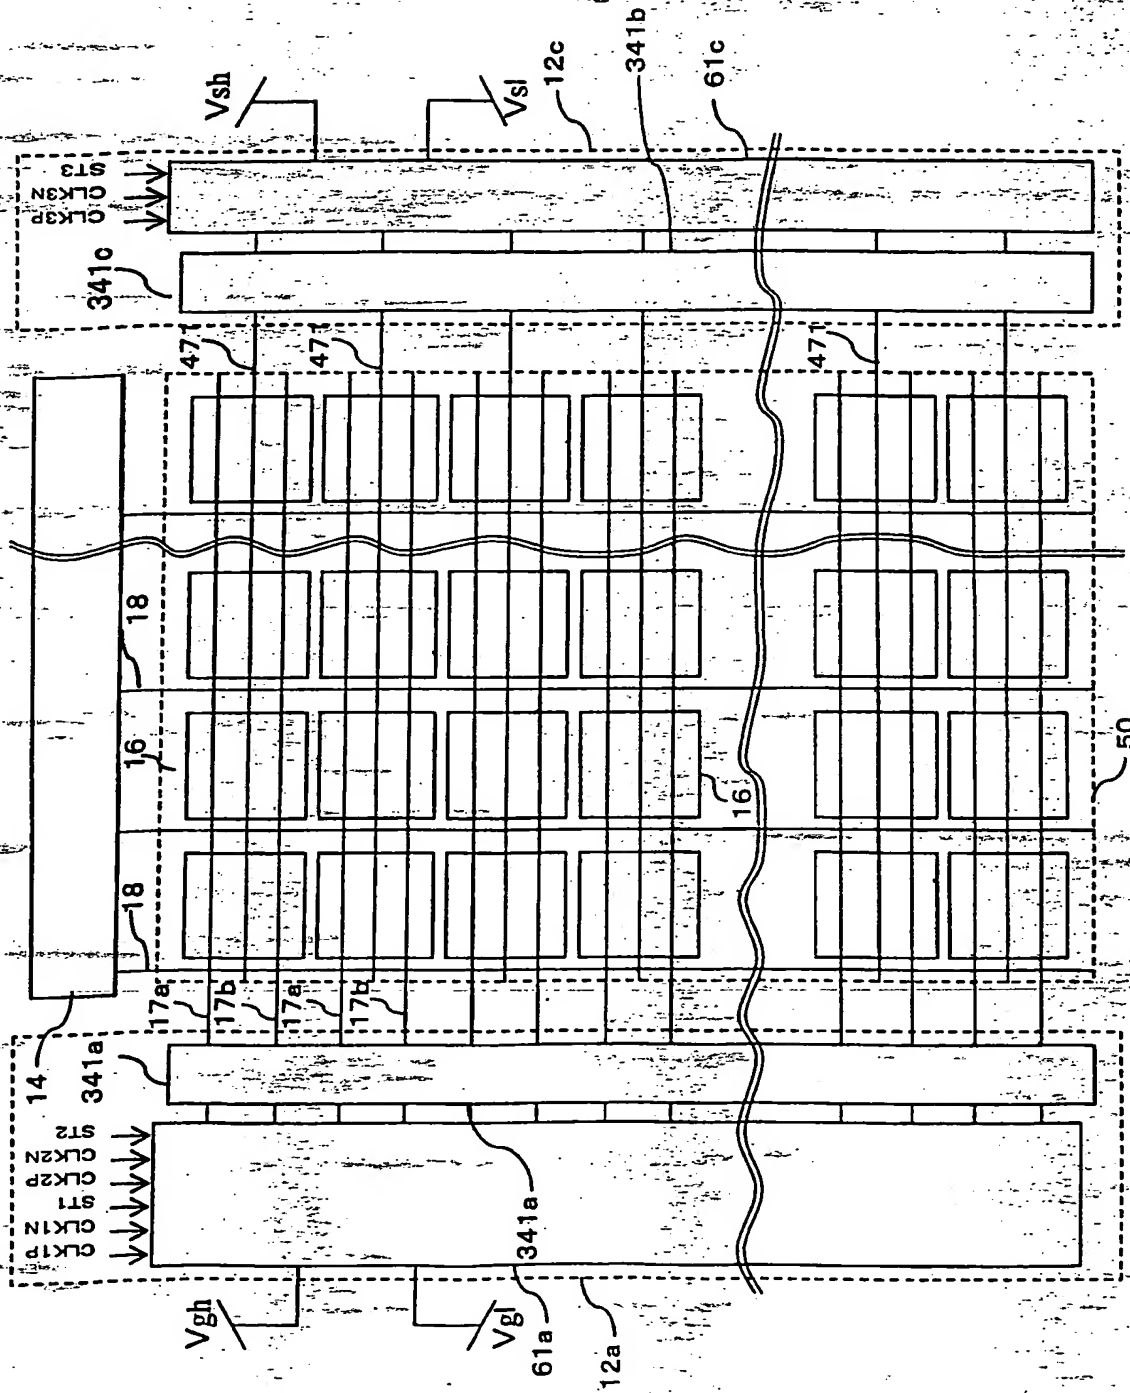 Vsh
Vsl
12c
341b
61c
ST3
CLK3N
CLK3P
341c
471
471
471
18
16
16
18
50
17a
17b
17a
17b
14
341a
ST2
CLK2N
CLK2P
ST1
CLK1N
CLK1P
341a
Vgh
Vgl
61a
12a